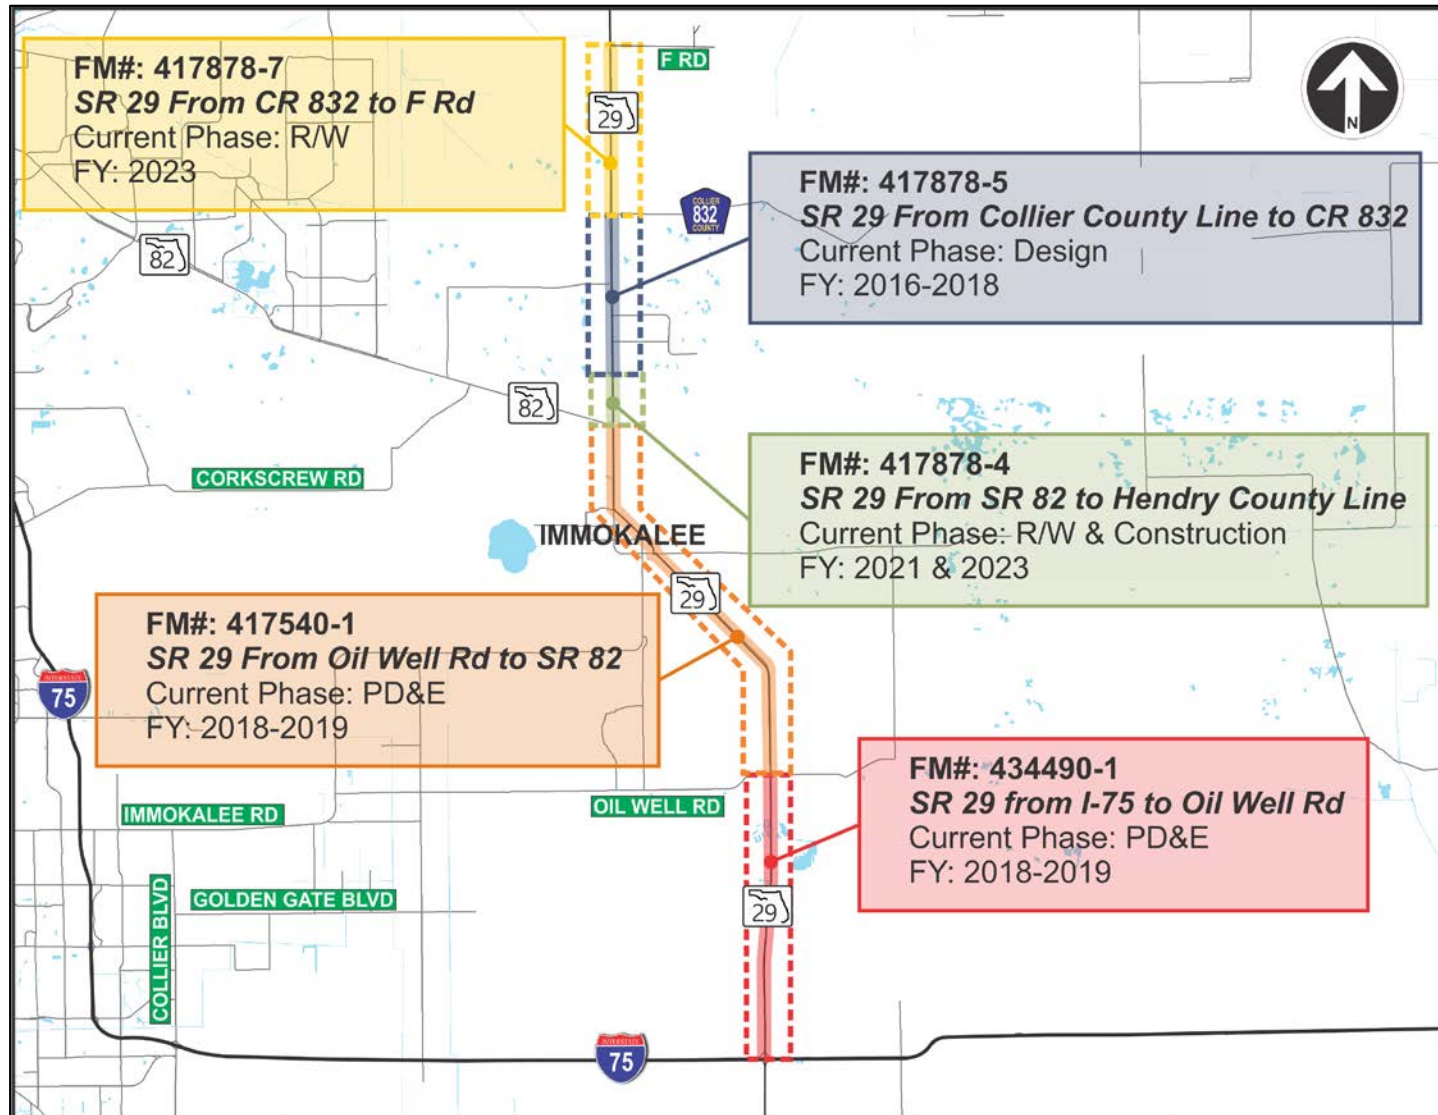 F RD
FM#: 417878-7
SR 29 From CR 832 to F Rd
Current Phase: R/W
FY: 2023
29
N
FM#: 417878-5
SR 29 From Collier County Line to CR 832
Current Phase: Design
FY: 2016-2018
COLLIER
832
COUNTY
82
82
CORKSCREW RD
FM#: 417878-4
SR 29 From SR 82 to Hendry County Line
Current Phase: R/W & Construction
FY: 2021 & 2023
IMMOKALEE
29
FM#: 417540-1
SR 29 From Oil Well Rd to SR 82
Current Phase: PD&E
FY: 2018-2019
INTERSTATE
75
FM#: 434490-1
SR 29 from I-75 to Oil Well Rd
Current Phase: PD&E
FY: 2018-2019
OIL WELL RD
IMMOKALEE RD
GOLDEN GATE BLVD
COLLIER BLVD
29
INTERSTATE
75